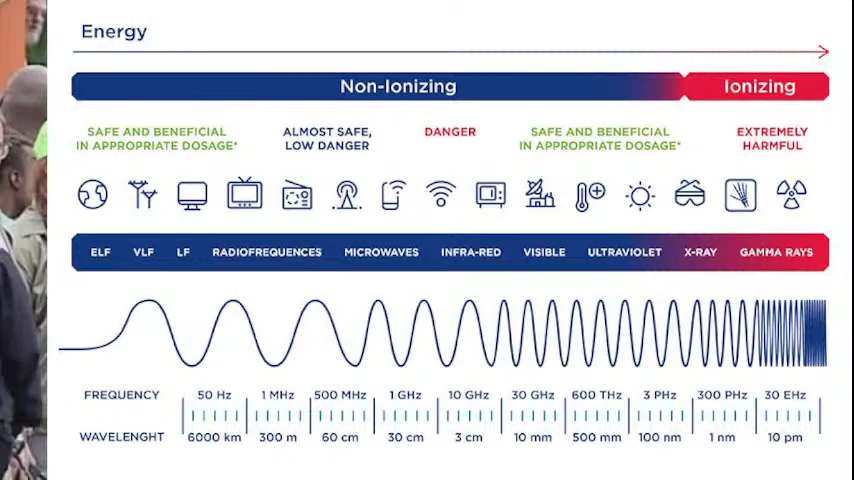 Energy
Non-Ionizing
Ionizing
SAFE AND BENEFICIAL
IN APPROPRIATE DOSAGE*
ALMOST SAFE,
LOW DANGER
DANGER
SAFE AND BENEFICIAL
IN APPROPRIATE DOSAGE*
EXTREMELY
HARMFUL
ELF VLF LF RADIOFREQUENCES MICROWAVES INFRA-RED VISIBLE ULTRAVIOLET X-RAY GAMMA RAYS
FREQUENCY 50 Hz 1 MHz 500 MHz 1 GHz 10 GHz 30 GHz 600 THz 3 PHz 300 PHz 30 EHz
WAVELENGHT 6000 km 300 m 60 cm 30 cm 3 cm 10 mm 500 mm 100 nm 1 nm 10 pm